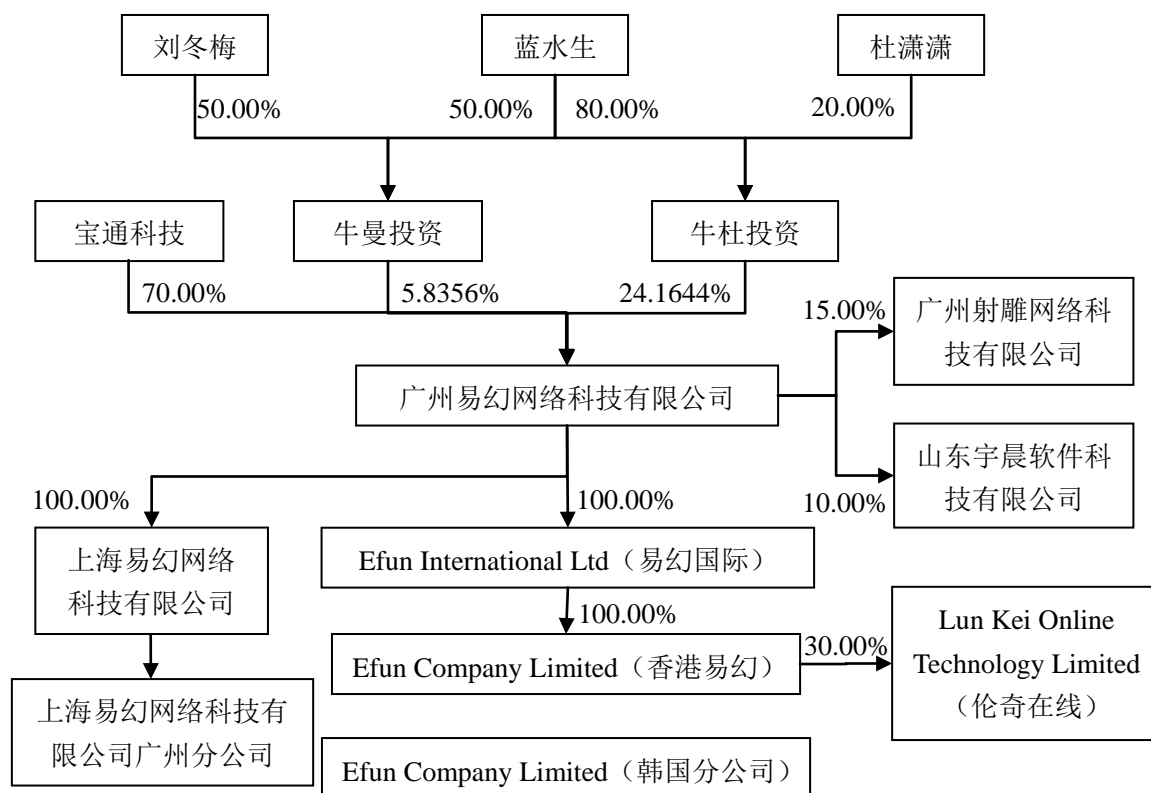 刘冬梅
蓝水生
杜潇潇
50.00%
50.00%
80.00%
20.00%
宝通科技
牛曼投资
牛杜投资
70.00%
5.8356%
24.1644%
15.00%
广州射雕网络科
技有限公司
广州易幻网络科技有限公司
山东宇晨软件科
技有限公司
10.00%
100.00%
100.00%
上海易幻网络
科技有限公司
Efun International Ltd（易幻国际）
100.00%
Efun Company Limited（香港易幻）
30.00%
Lun Kei Online
Technology Limited
（伦奇在线）
上海易幻网络科技有
限公司广州分公司
Efun Company Limited（韩国分公司）